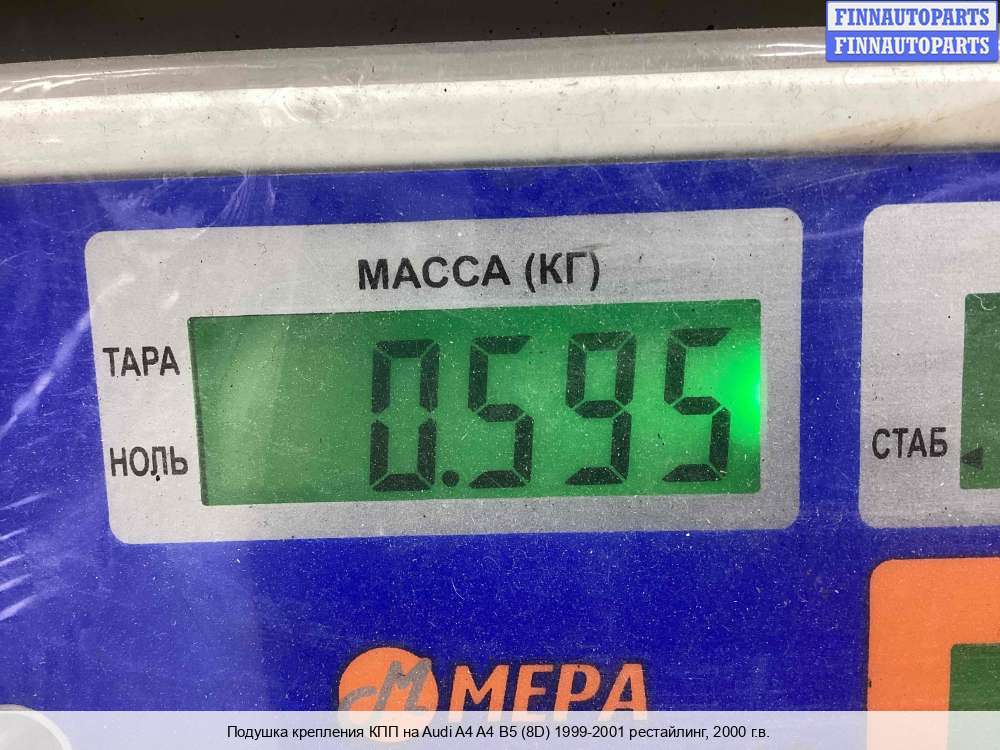 FINNAUTOPARTS
FINNAUTOPARTS
МАССА (КГ)
ТАРА
0.595
НОЛЬ
СТАБ
М МЕРА
Подушка крепления КПП на Audi A4 A4 B5 (8D) 1999-2001 рестайлинг, 2000 г.в.